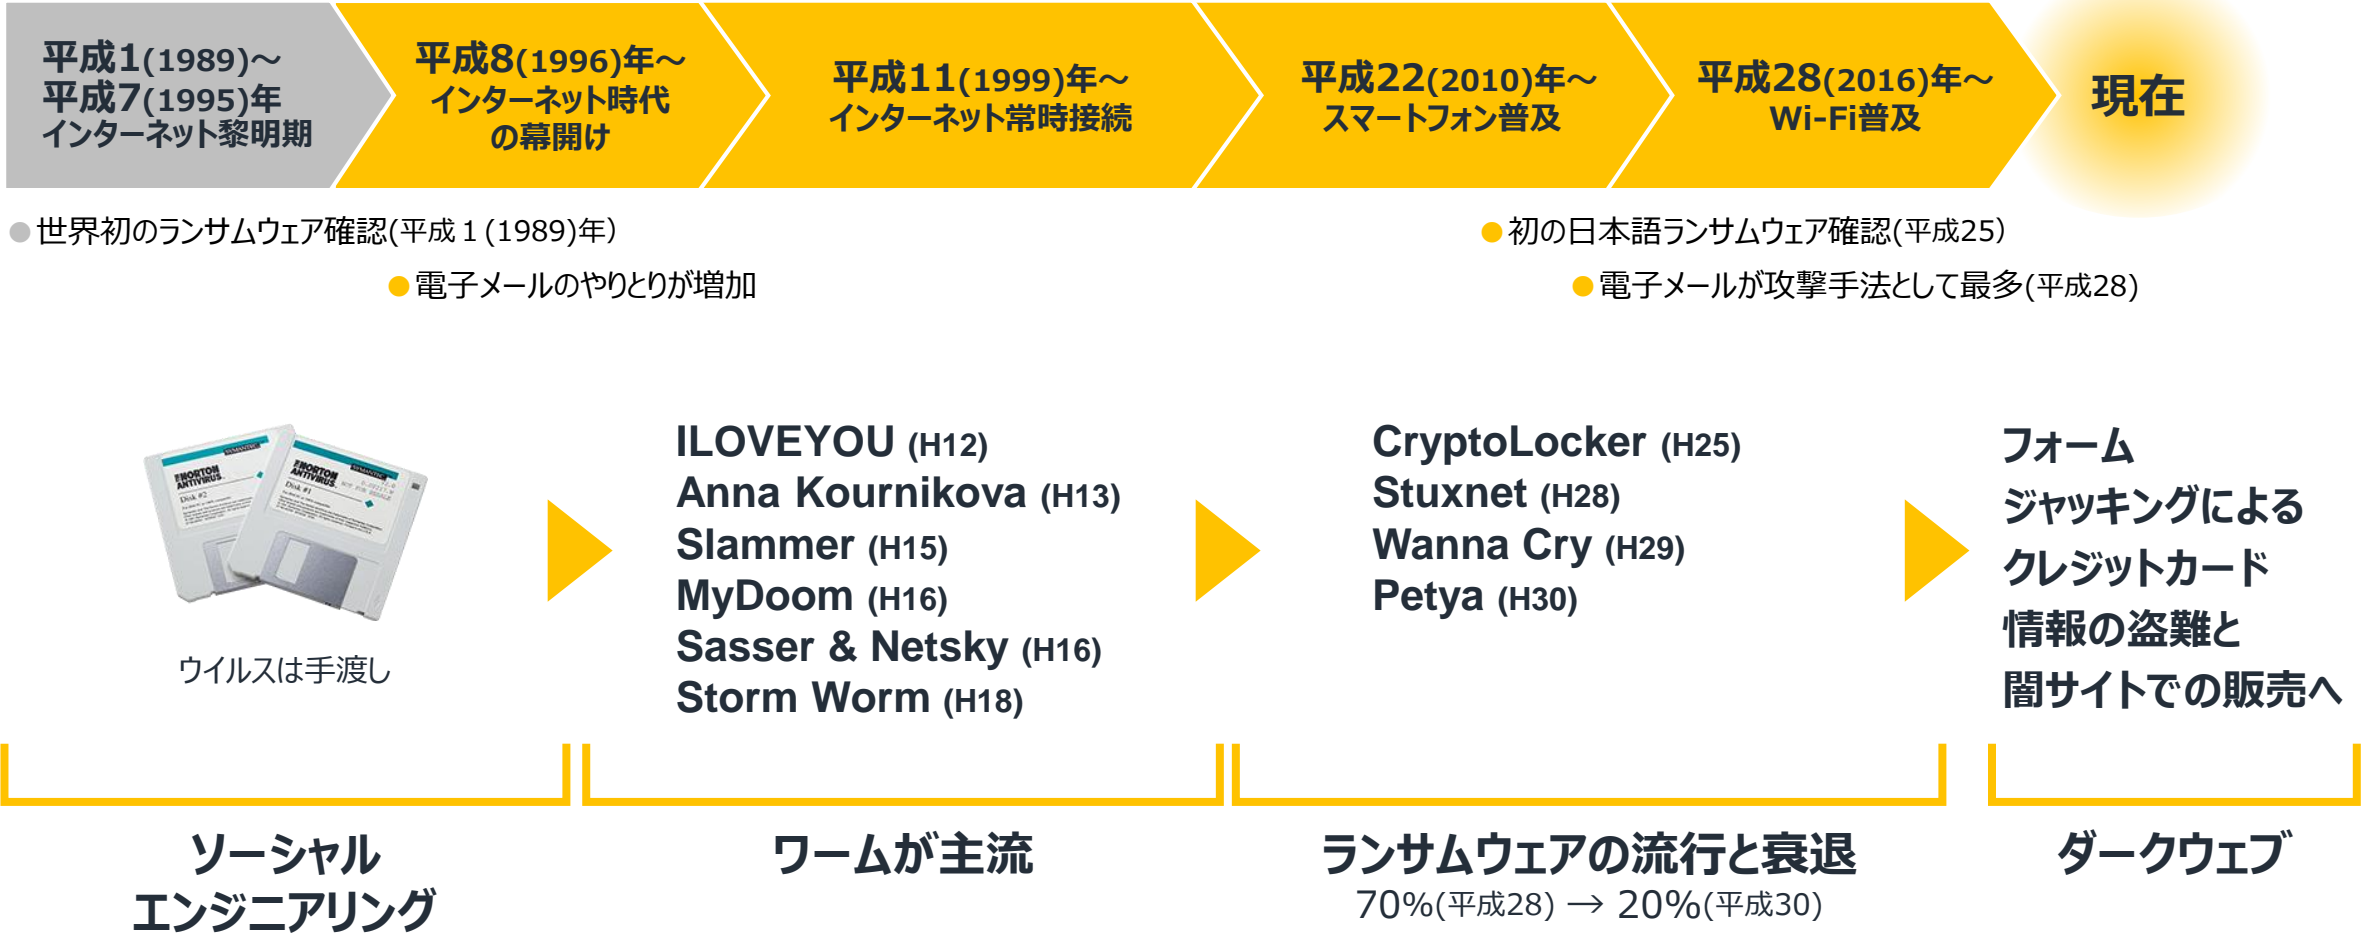 平成1(1989)～
平成7(1995)年
インターネット黎明期
平成8(1996)年～
インターネット時代
の幕開け
平成11(1999)年～
インターネット常時接続
平成22(2010)年～
スマートフォン普及
平成28(2016)年～
Wi-Fi普及
現在
●世界初のランサムウェア確認(平成１(1989)年）
●初の日本語ランサムウェア確認(平成25）
●電子メールのやりとりが増加
●電子メールが攻撃手法として最多(平成28)
NORTON
ANTIVIRUS
Disk #2
SYMANTEC
NORTON
ANTIVIRUS
Disk #1
ウイルスは手渡し
ILOVEYOU (H12)
Anna Kournikova (H13)
Slammer (H15)
MyDoom (H16)
Sasser & Netsky (H16)
Storm Worm (H18)
CryptoLocker (H25)
Stuxnet (H28)
Wanna Cry (H29)
Petya (H30)
フォーム
ジャッキングによる
クレジットカード
情報の盗難と
闇サイトでの販売へ
ソーシャル
エンジニアリング
ワームが主流
ランサムウェアの流行と衰退
70%(平成28) → 20%(平成30)
ダークウェブ